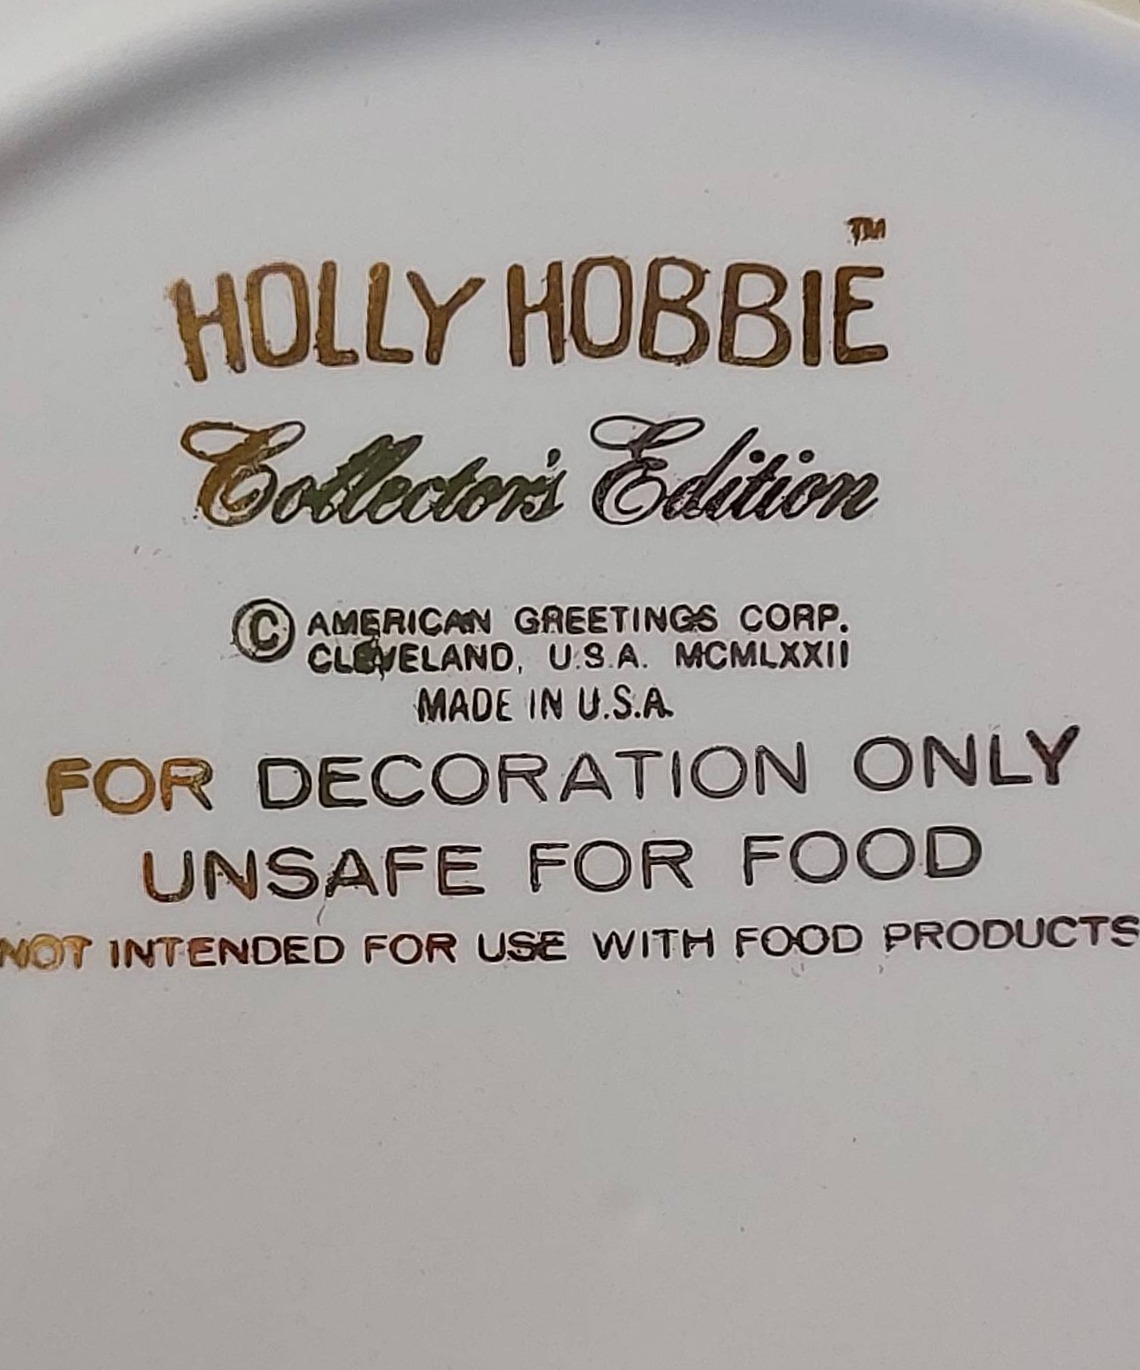 HOLLY HOBBIE™
Collector's Edition
© AMERICAN GREETINGS CORP.
CLEVELAND, U.S.A. MCMLXXII
MADE IN U.S.A.
FOR DECORATION ONLY
UNSAFE FOR FOOD
NOT INTENDED FOR USE WITH FOOD PRODUCTS